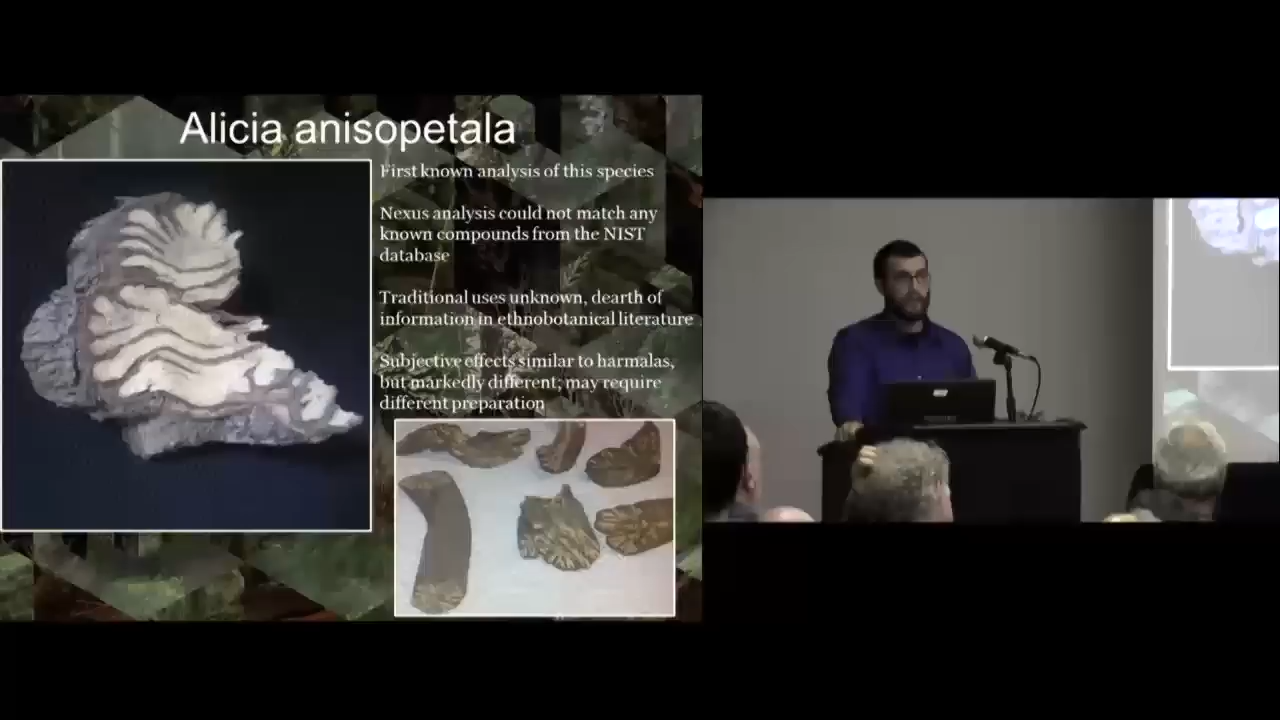 Alicia anisopetala
First known analysis of this species
Nexus analysis could not match any
known compounds from the NIST
database
Traditional uses unknown, dearth of
information in ethnobotanical literature
Subjective effects similar to harmalas,
but markedly different; may require
different preparation